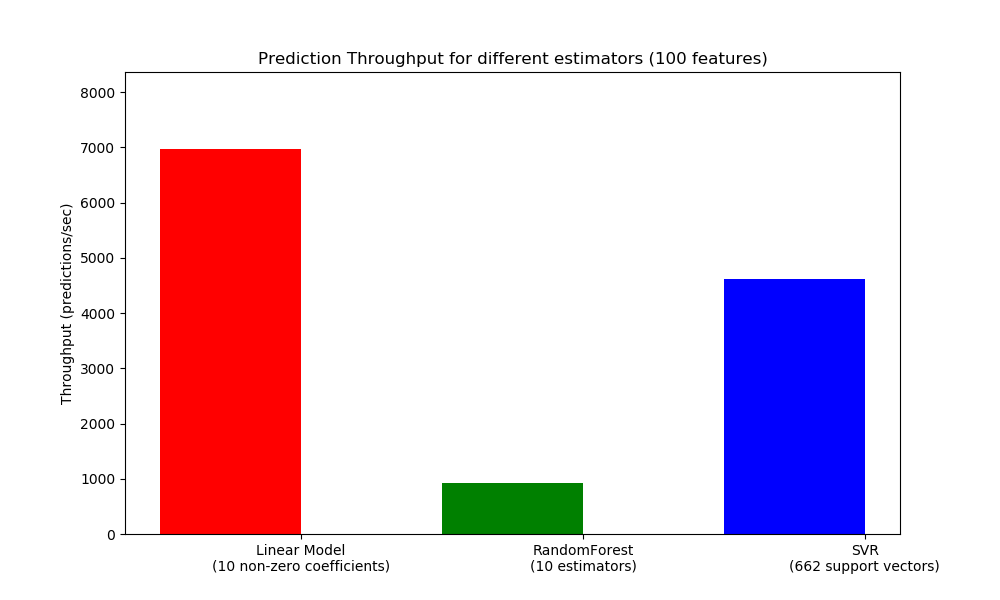 Prediction Throughput for different estimators (100 features)
Throughput (predictions/sec)
8000
7000
6000
5000
4000
3000
2000
1000
0
Linear Model
(10 non-zero coefficients)
RandomForest
(10 estimators)
SVR
(662 support vectors)